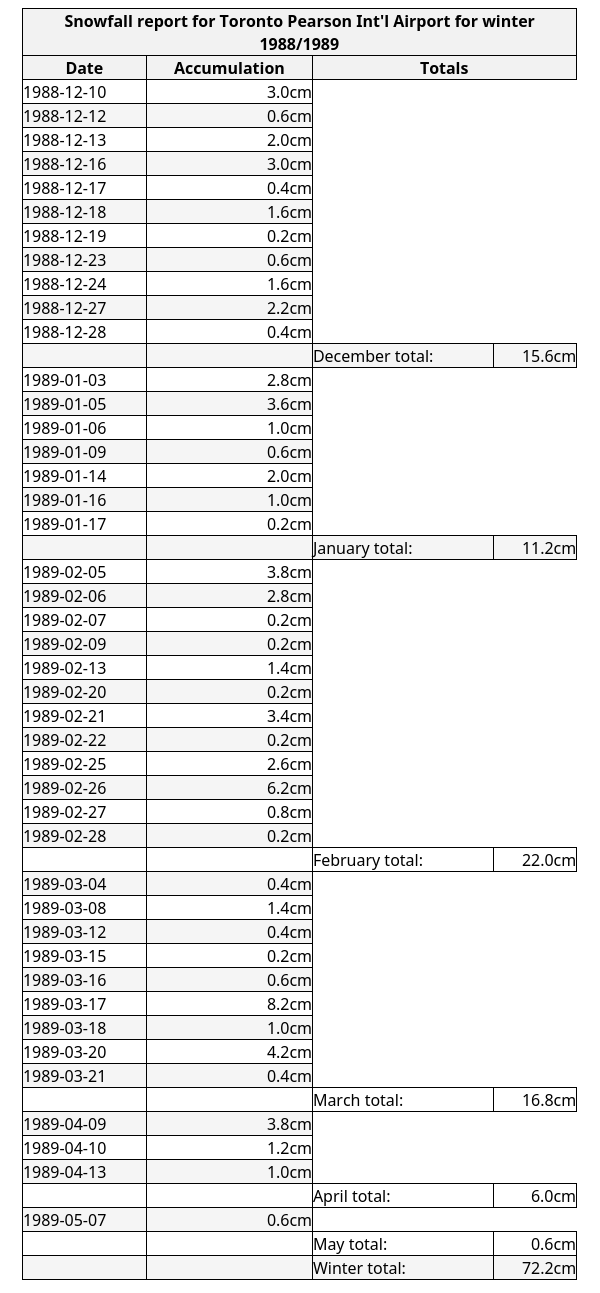 Snowfall report for Toronto Pearson Int'l Airport for winter
1988/1989
Date Accumulation Totals
1988-12-10 3.0cm
1988-12-12 0.6cm
1988-12-13 2.0cm
1988-12-16 3.0cm
1988-12-17 0.4cm
1988-12-18 1.6cm
1988-12-19 0.2cm
1988-12-23 0.6cm
1988-12-24 1.6cm
1988-12-27 2.2cm
1988-12-28 0.4cm
December total: 15.6cm
1989-01-03 2.8cm
1989-01-05 3.6cm
1989-01-06 1.0cm
1989-01-09 0.6cm
1989-01-14 2.0cm
1989-01-16 1.0cm
1989-01-17 0.2cm
January total: 11.2cm
1989-02-05 3.8cm
1989-02-06 2.8cm
1989-02-07 0.2cm
1989-02-09 0.2cm
1989-02-13 1.4cm
1989-02-20 0.2cm
1989-02-21 3.4cm
1989-02-22 0.2cm
1989-02-25 2.6cm
1989-02-26 6.2cm
1989-02-27 0.8cm
1989-02-28 0.2cm
February total: 22.0cm
1989-03-04 0.4cm
1989-03-08 1.4cm
1989-03-12 0.4cm
1989-03-15 0.2cm
1989-03-16 0.6cm
1989-03-17 8.2cm
1989-03-18 1.0cm
1989-03-20 4.2cm
1989-03-21 0.4cm
March total: 16.8cm
1989-04-09 3.8cm
1989-04-10 1.2cm
1989-04-13 1.0cm
April total: 6.0cm
1989-05-07 0.6cm
May total: 0.6cm
Winter total: 72.2cm